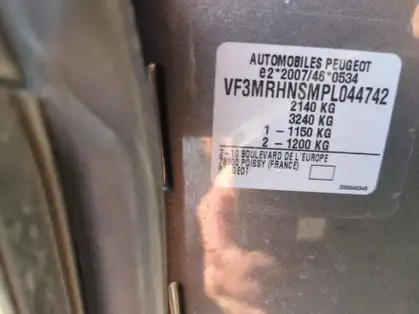 AUTOMOBILES PEUGEOT
e2*2007/46*0534
VF3MRHNSMPL044742
2140 KG
3240 KG
1 - 1150 KG
2 - 1200 KG
2-10 BOULEVARD DE L'EUROPE
78300 POISSY (FRANCE)
PEUGEOT